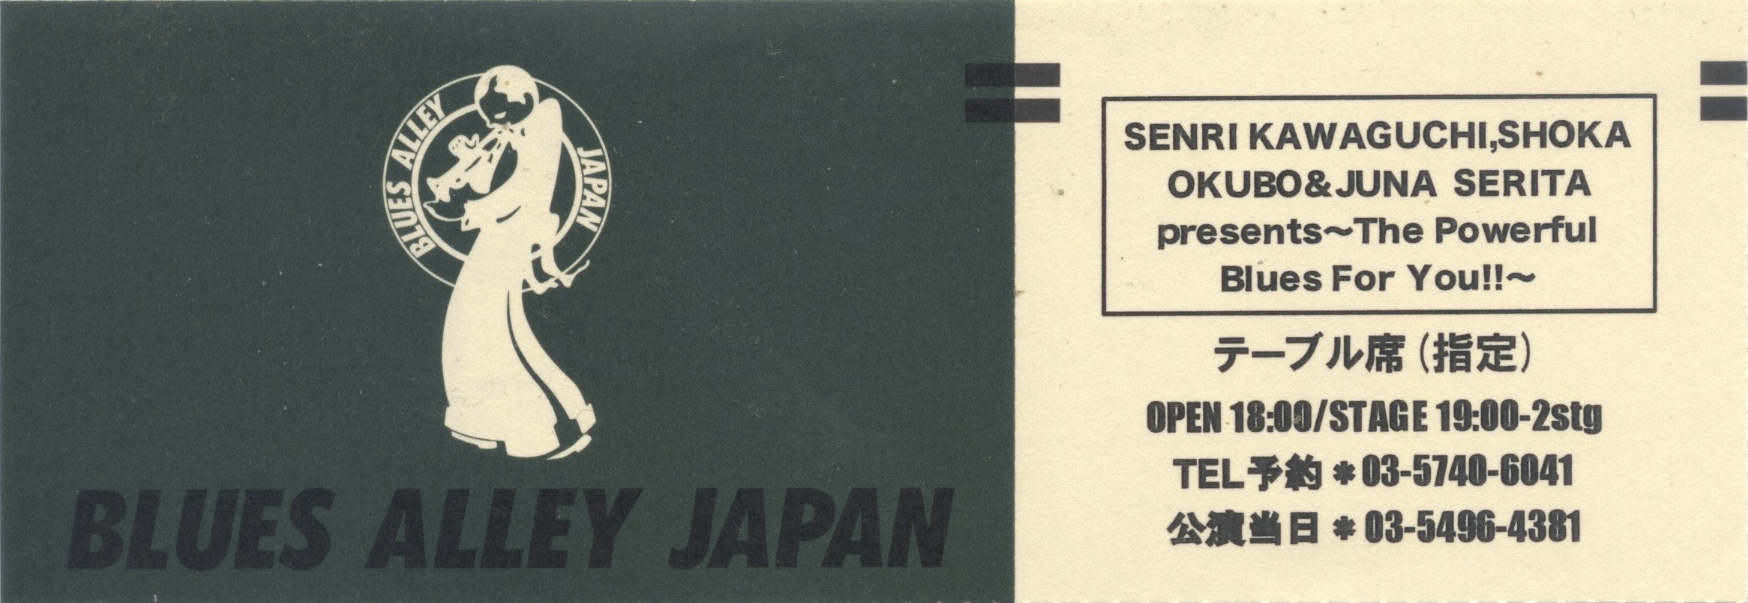 BLUES ALLEY
JAPAN
BLUES ALLEY JAPAN
SENRI KAWAGUCHI,SHOKA
OKUBO&JUNA SERITA
presents〜The Powerful
Blues For You!!〜
テーブル席(指定)
OPEN 18:00/STAGE 19:00-2stg
TEL予約＊03-5740-6041
公演当日＊03-5496-4381